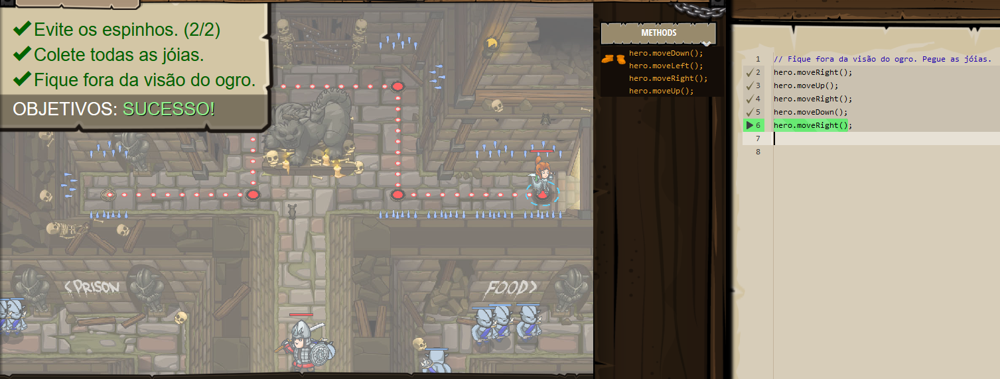 Evite os espinhos. (2/2)
Colete todas as jóias.
Fique fora da visão do ogro.
OBJETIVOS: SUCESSO!
<PRISON
FOOD>
METHODS
hero.moveDown();
hero.moveLeft();
hero.moveRight();
hero.moveUp();
1 // Fique fora da visão do ogro. Pegue as jóias.
2 hero.moveRight();
3 hero.moveUp();
4 hero.moveRight();
5 hero.moveDown();
6 hero.moveRight();
7
8